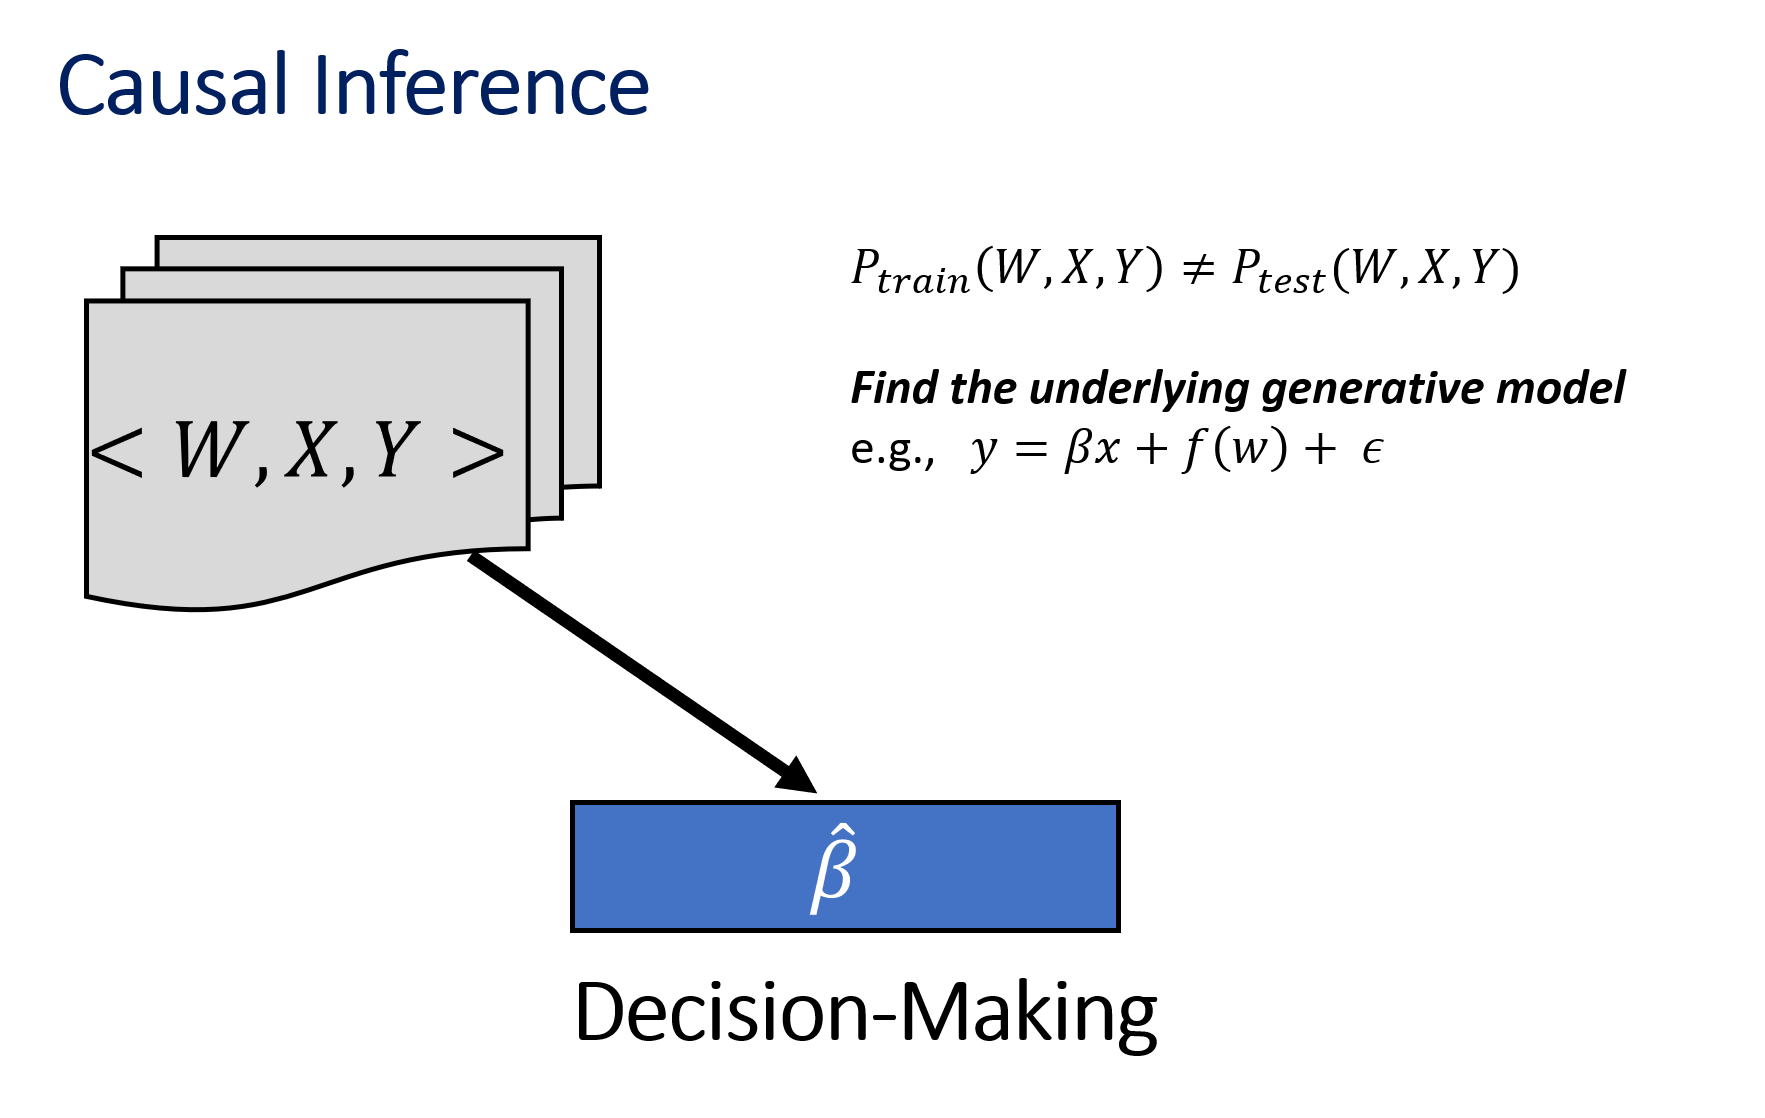 Causal Inference
P_train(W, X, Y) ≠ P_test(W, X, Y)
Find the underlying generative model
e.g., y = βx + f(w) + ϵ
< W, X, Y >
β̂
Decision-Making